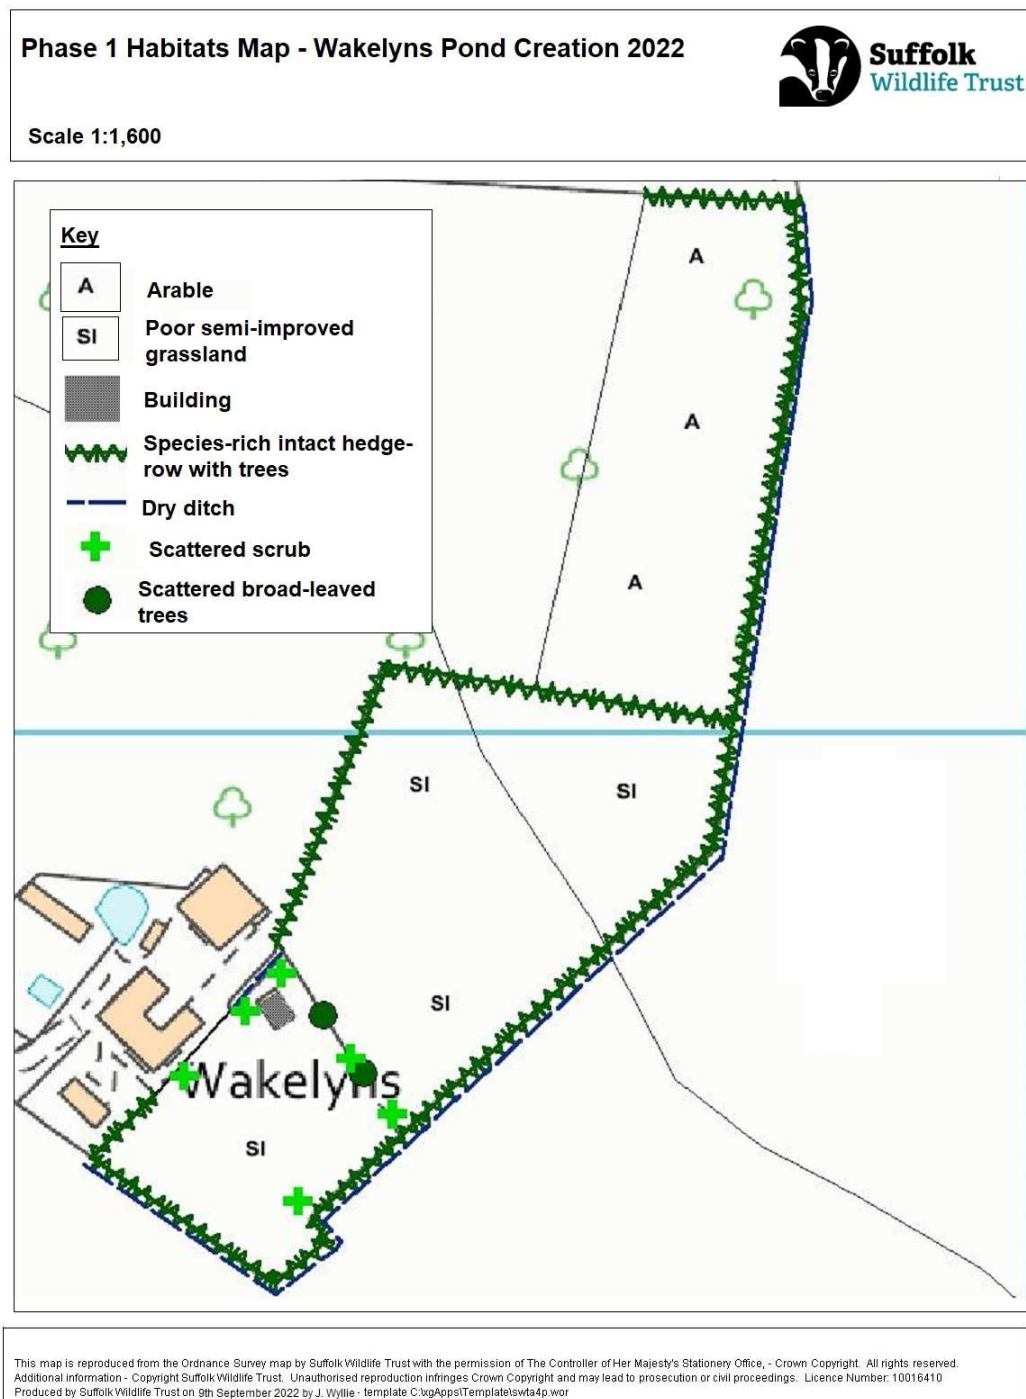 Phase 1 Habitats Map - Wakelyns Pond Creation 2022
Suffolk
Wildlife Trust
Scale 1:1,600
Key
A
Arable
SI
Poor semi-improved
grassland
Building
Species-rich intact hedge-
row with trees
Dry ditch
Scattered scrub
Scattered broad-leaved
trees
A
A
A
SI
SI
SI
Wakelyns
SI
This map is reproduced from the Ordnance Survey map by Suffolk Wildlife Trust with the permission of The Controller of Her Majesty's Stationery Office, - Crown Copyright. All rights reserved.
Additional information - Copyright Suffolk Wildlife Trust. Unauthorised reproduction infringes Crown Copyright and may lead to prosecution or civil proceedings. Licence Number: 10016410
Produced by Suffolk Wildlife Trust on 9th September 2022 by J. Wyllie - template C:\xgApps\Template\swta4p.wor